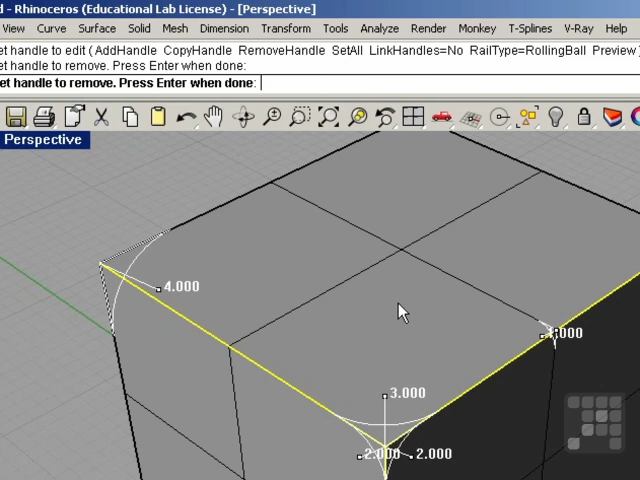 d - Rhinoceros (Educational Lab License) - [Perspective]
View Curve Surface Solid Mesh Dimension Transform Tools Analyze Render Monkey T-Splines V-Ray Help
et handle to edit ( AddHandle CopyHandle RemoveHandle SetAll LinkHandles=No RailType=RollingBall Preview )
et handle to remove. Press Enter when done:
et handle to remove. Press Enter when done:
Perspective
4.000
.000
3.000
2.000
2.000